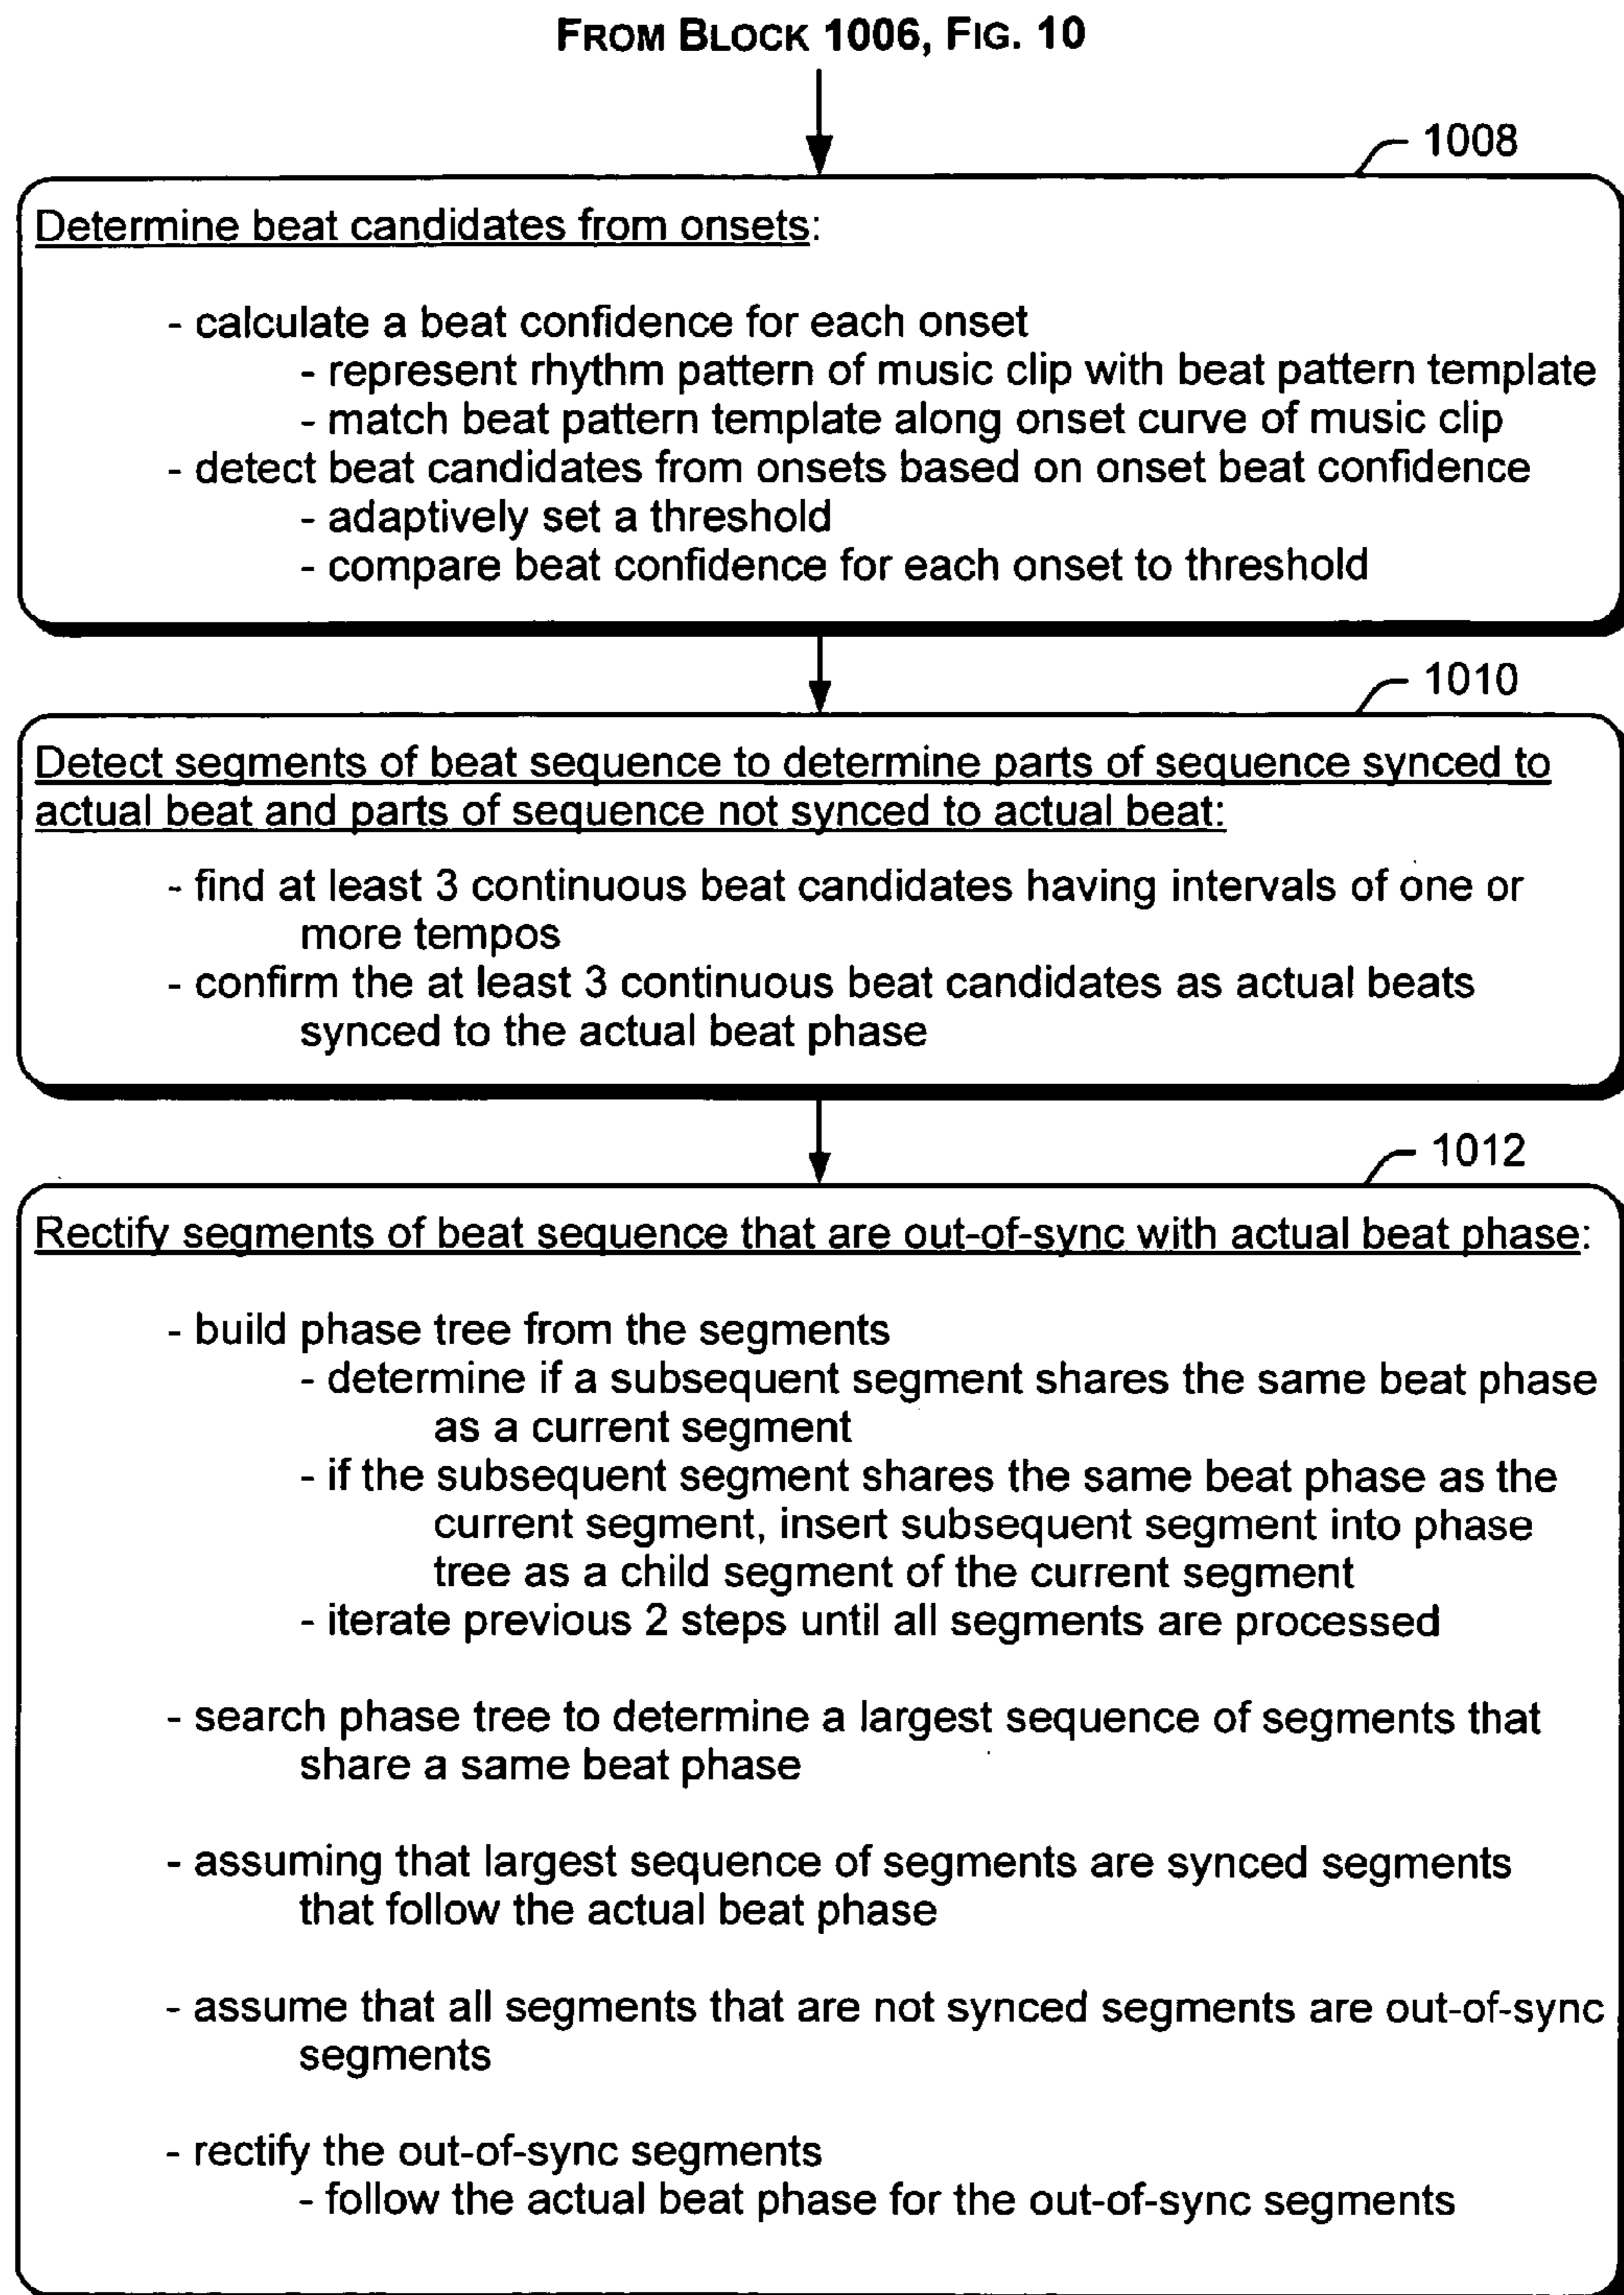 FROM BLOCK 1006, FIG. 10
1008
Determine beat candidates from onsets:
- calculate a beat confidence for each onset
- represent rhythm pattern of music clip with beat pattern template
- match beat pattern template along onset curve of music clip
- detect beat candidates from onsets based on onset beat confidence
- adaptively set a threshold
- compare beat confidence for each onset to threshold
1010
Detect segments of beat sequence to determine parts of sequence synced to
actual beat and parts of sequence not synced to actual beat:
- find at least 3 continuous beat candidates having intervals of one or
more tempos
- confirm the at least 3 continuous beat candidates as actual beats
synced to the actual beat phase
1012
Rectify segments of beat sequence that are out-of-sync with actual beat phase:
- build phase tree from the segments
- determine if a subsequent segment shares the same beat phase
as a current segment
- if the subsequent segment shares the same beat phase as the
current segment, insert subsequent segment into phase
tree as a child segment of the current segment
- iterate previous 2 steps until all segments are processed
- search phase tree to determine a largest sequence of segments that
share a same beat phase
- assuming that largest sequence of segments are synced segments
that follow the actual beat phase
- assume that all segments that are not synced segments are out-of-sync
segments
- rectify the out-of-sync segments
- follow the actual beat phase for the out-of-sync segments